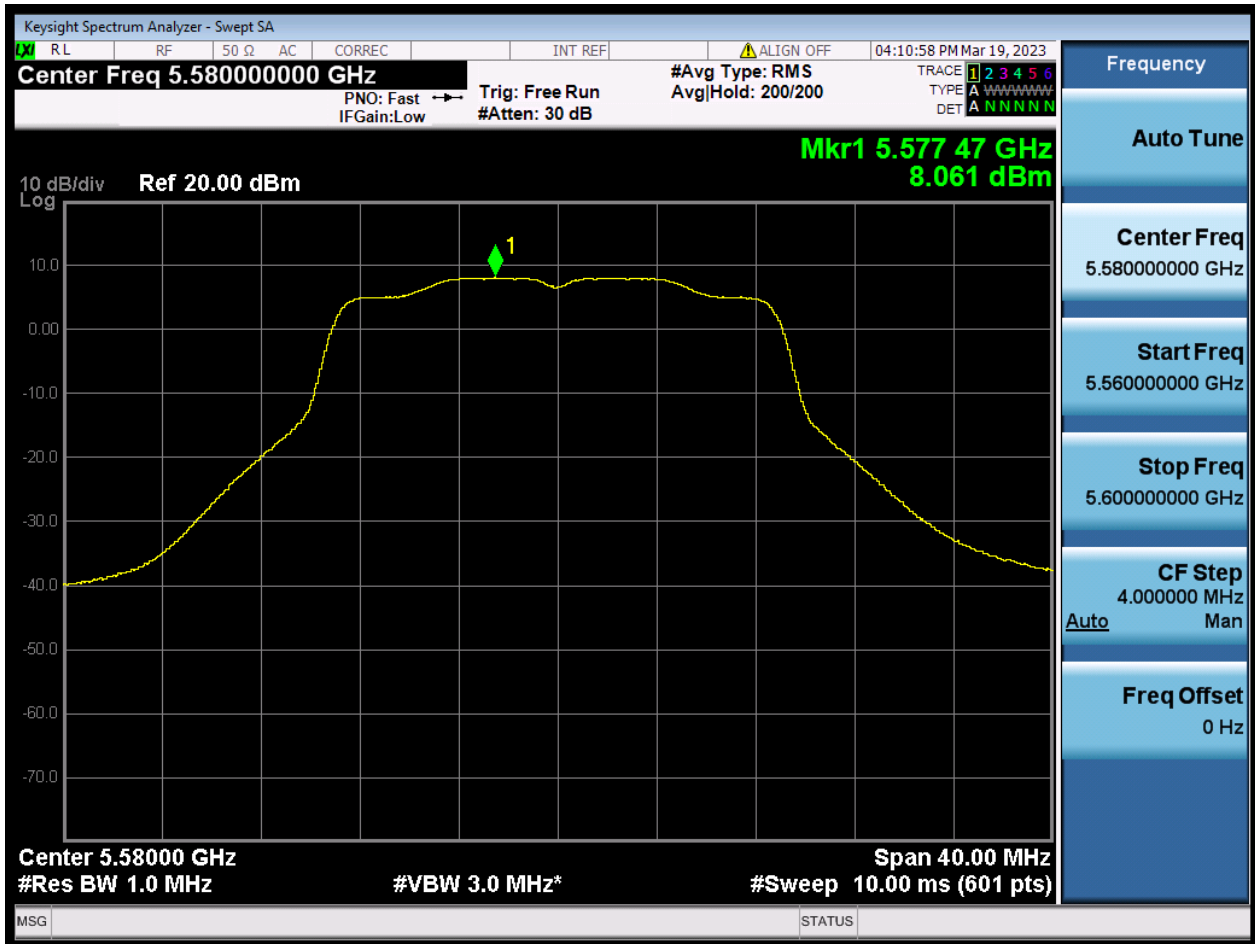 Keysight Spectrum Analyzer - Swept SA
LXI RL RF 50 Ω AC CORREC INT REF ALIGN OFF 04:10:58 PM Mar 19, 2023
Center Freq 5.580000000 GHz
PNO: Fast
IFGain:Low
Trig: Free Run
#Atten: 30 dB
#Avg Type: RMS
Avg|Hold: 200/200
TRACE 1 2 3 4 5 6
TYPE A WWWWW
DET A N N N N N
Mkr1 5.577 47 GHz
8.061 dBm
10 dB/div Ref 20.00 dBm
Log
1
10.0
0.00
-10.0
-20.0
-30.0
-40.0
-50.0
-60.0
-70.0
Center 5.58000 GHz Span 40.00 MHz
#Res BW 1.0 MHz #VBW 3.0 MHz* #Sweep 10.00 ms (601 pts)
MSG STATUS
Frequency
Auto Tune
Center Freq
5.580000000 GHz
Start Freq
5.560000000 GHz
Stop Freq
5.600000000 GHz
CF Step
4.000000 MHz
Auto Man
Freq Offset
0 Hz